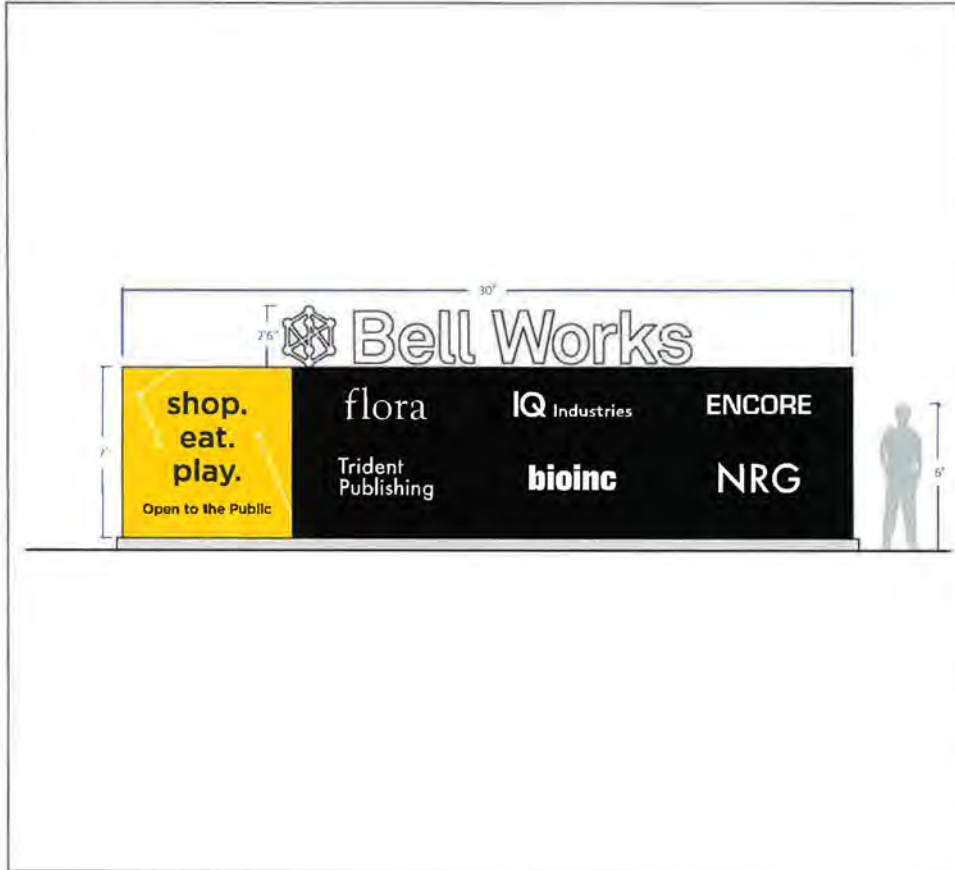 30'
2'6"
Bell Works
shop.
eat.
play.
Open to the Public
flora
IQ Industries
ENCORE
Trident
Publishing
bioinc
NRG
7'
6'